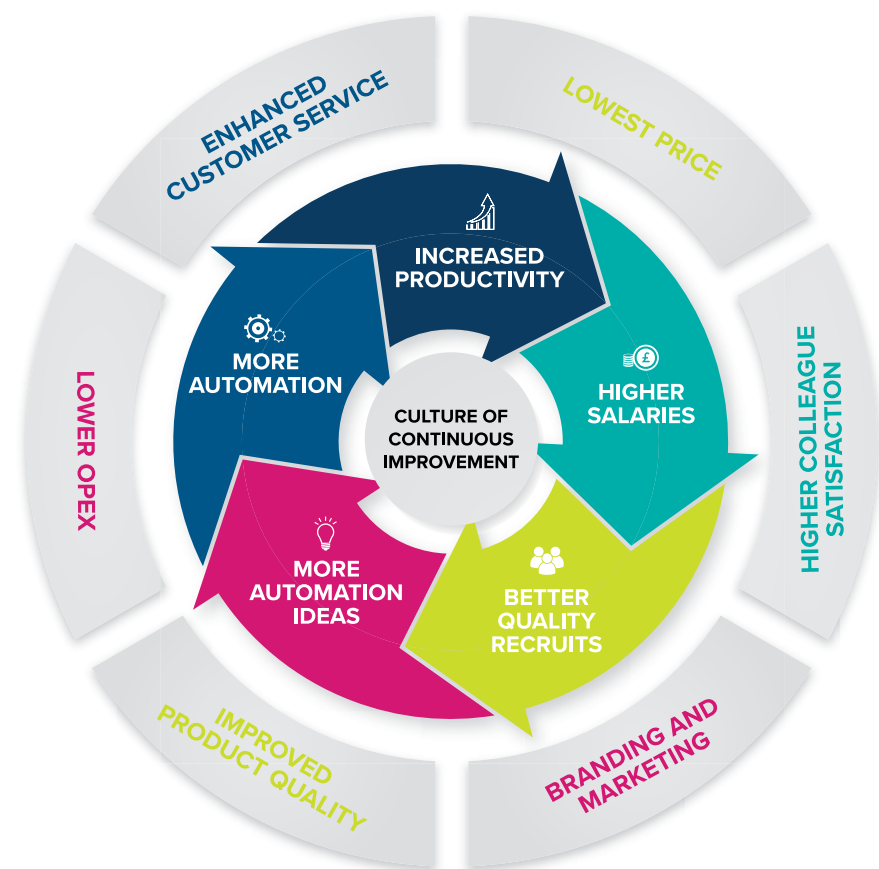 ENHANCED
CUSTOMER SERVICE
LOWEST PRICE
HIGHER COLLEAGUE
SATISFACTION
BRANDING AND
MARKETING
IMPROVED
PRODUCT QUALITY
LOWER OPEX
INCREASED
PRODUCTIVITY
£
HIGHER
SALARIES
BETTER
QUALITY
RECRUITS
MORE
AUTOMATION
IDEAS
MORE
AUTOMATION
CULTURE OF
CONTINUOUS
IMPROVEMENT